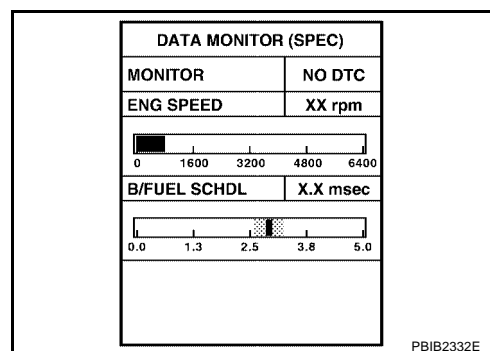 DATA MONITOR (SPEC)
MONITOR NO DTC
ENG SPEED XX rpm
0 1600 3200 4800 6400
B/FUEL SCHDL X.X msec
0.0 1.3 2.5 3.8 5.0
PBIB2332E